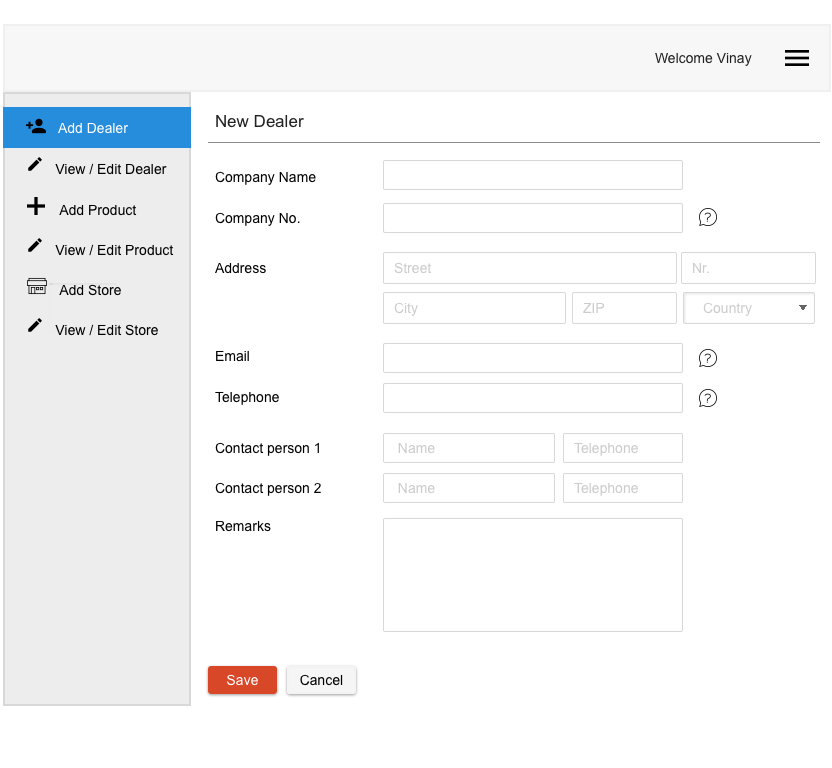 Welcome Vinay
Add Dealer
View / Edit Dealer
Add Product
View / Edit Product
Add Store
View / Edit Store
New Dealer
Company Name
Company No.
?
Address
Street
Nr.
City
ZIP
Country
Email
?
Telephone
?
Contact person 1
Name
Telephone
Contact person 2
Name
Telephone
Remarks
Save
Cancel